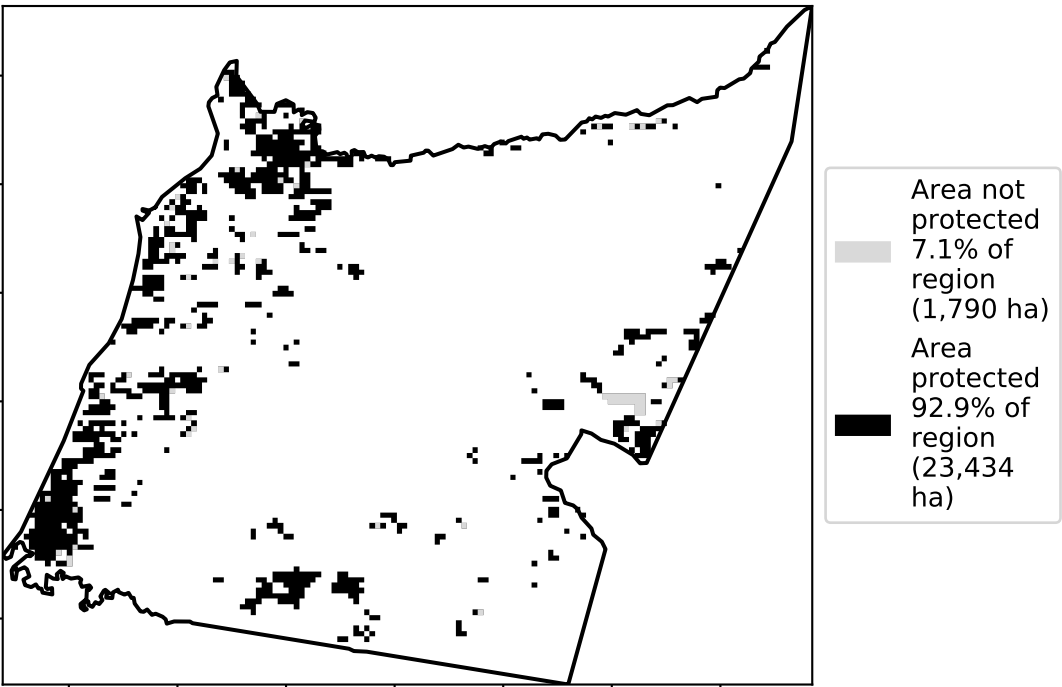 Area not
protected
7.1% of
region
(1,790 ha)
Area
protected
92.9% of
region
(23,434
ha)